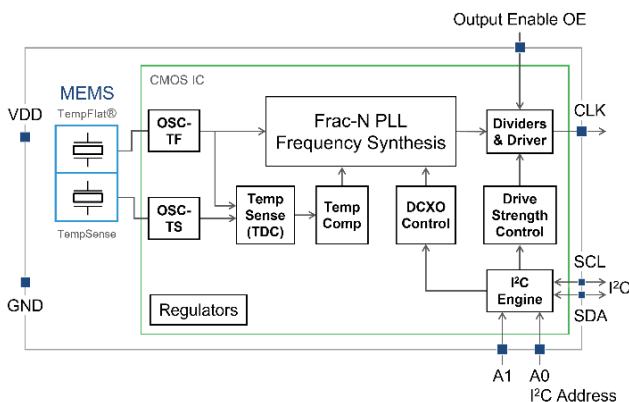 Output Enable OE
CMOS IC
MEMS
TempFlat®
VDD
CLK
OSC-
TF
Frac-N PLL
Frequency Synthesis
Dividers
& Driver
OSC-
TS
Temp
Sense
(TDC)
Temp
Comp
DCXO
Control
Drive
Strength
Control
TempSense
GND
Regulators
I²C
Engine
SCL
I²C
SDA
A1
A0
I²C Address